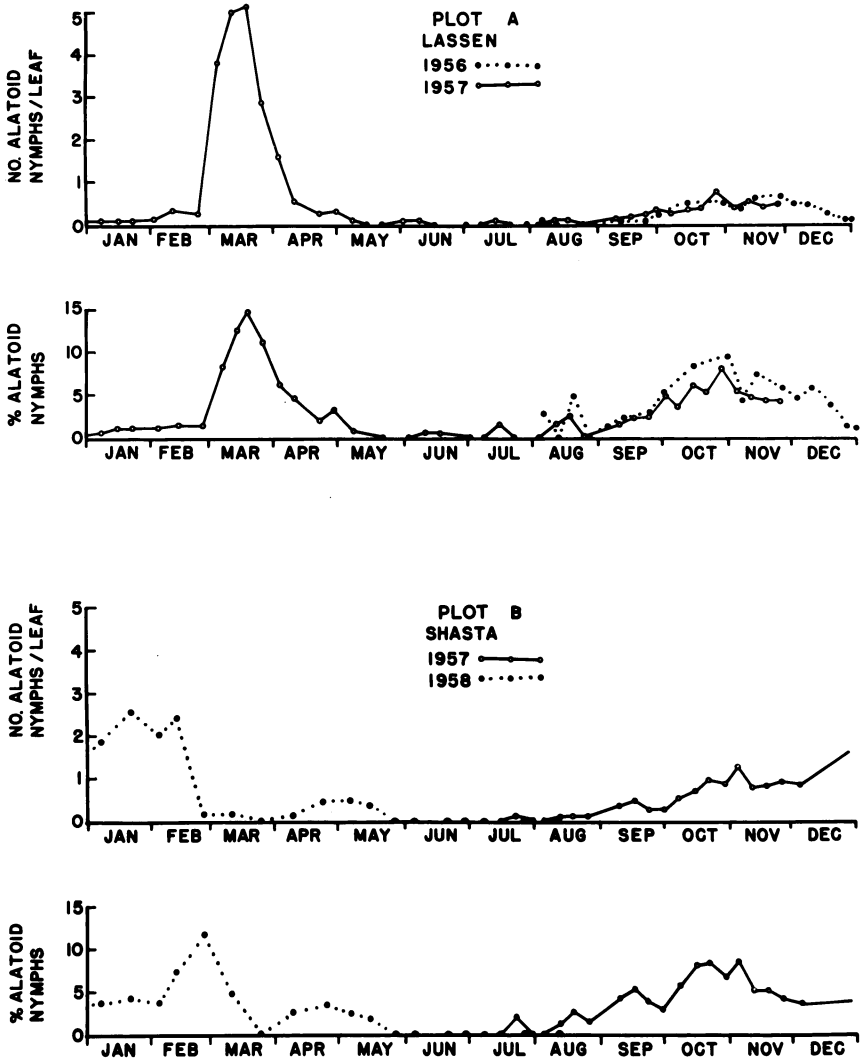 PLOT A
LASSEN
1956
1957
NO. ALATOID
NYMPHS/LEAF
5
4
3
2
1
0
JAN FEB MAR APR MAY JUN JUL AUG SEP OCT NOV DEC
% ALATOID
NYMPHS
15
10
5
0
JAN FEB MAR APR MAY JUN JUL AUG SEP OCT NOV DEC
PLOT B
SHASTA
1957
1958
NO. ALATOID
NYMPHS/LEAF
5
4
3
2
1
0
JAN FEB MAR APR MAY JUN JUL AUG SEP OCT NOV DEC
% ALATOID
NYMPHS
15
10
5
0
JAN FEB MAR APR MAY JUN JUL AUG SEP OCT NOV DEC